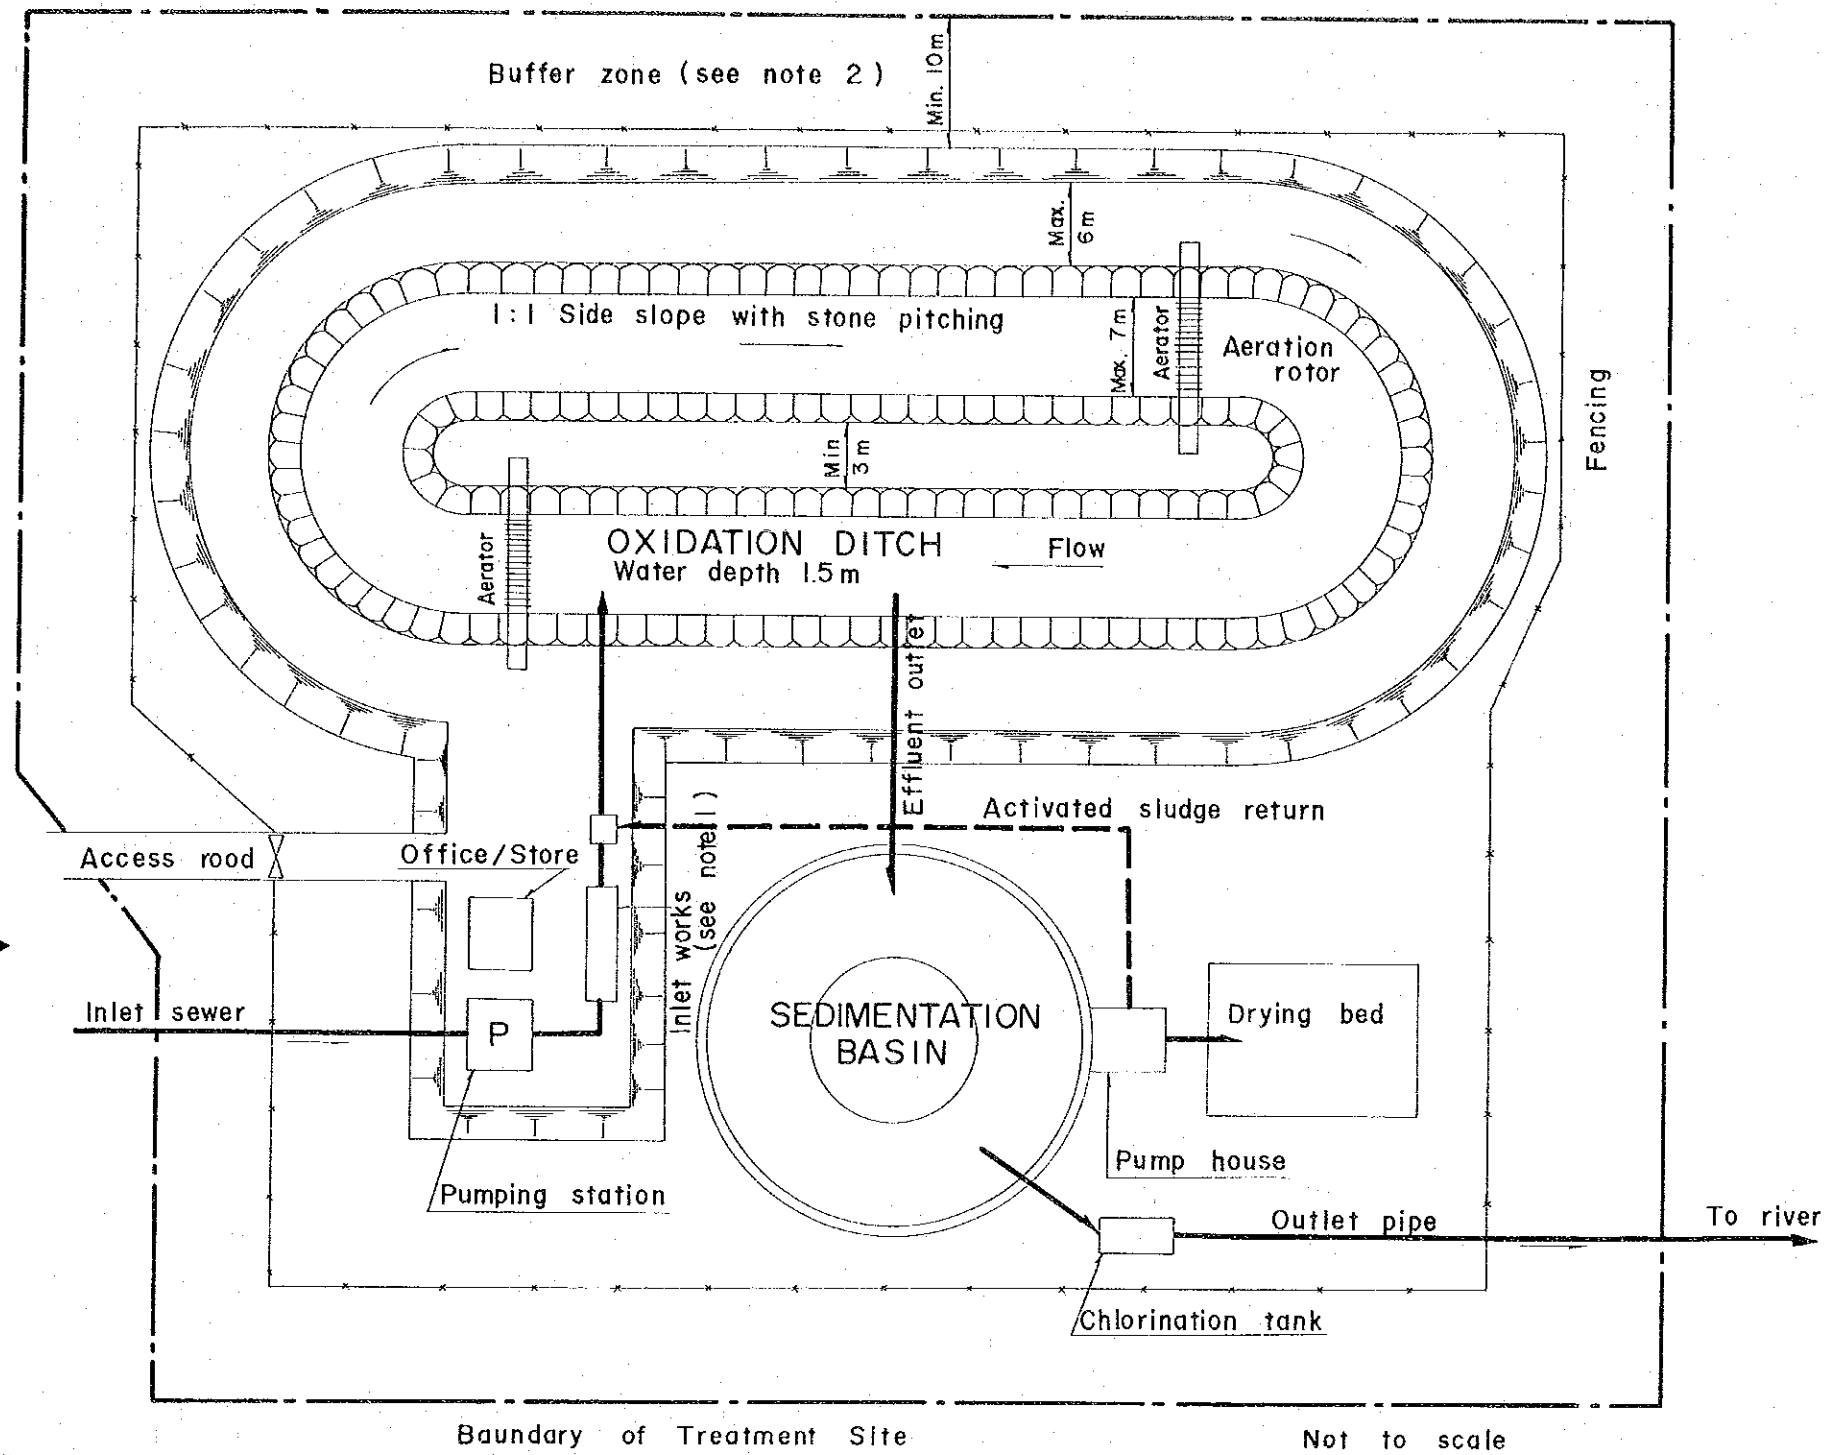 Buffer zone (see note 2)
Min. 10m
Max.
6m
1:1 Side slope with stone pitching
Max. 7m
Aerator
Aeration
rotor
Fencing
Min
3m
OXIDATION DITCH
Water depth 1.5m
Flow
Aerator
Effluent outlet
Activated sludge return
Access rood
Office/Store
Inlet works
(see note 1)
Inlet sewer
P
SEDIMENTATION
BASIN
Drying bed
Pump house
Pumping station
Outlet pipe
To river
Chlorination tank
Baundary of Treatment Site
Not to scale